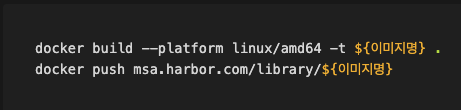 docker build --platform linux/amd64 -t ${이미지명} .
docker push msa.harbor.com/library/${이미지명}